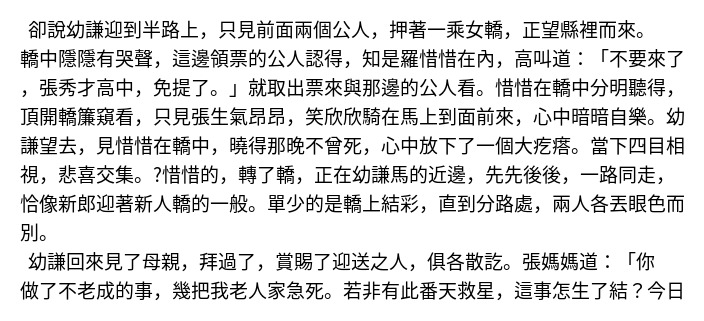 卻說幼謙迎到半路上，只見前面兩個公人，押著一乘女轎，正望縣裡而來。
轎中隱隱有哭聲，這邊領票的公人認得，知是羅惜惜在內，高叫道：「不要來了
，張秀才高中，免提了。」就取出票來與那邊的公人看。惜惜在轎中分明聽得，
頂開轎簾窺看，只見張生氣昂昂，笑欣欣騎在馬上到面前來，心中暗暗自樂。幼
謙望去，見惜惜在轎中，曉得那晚不曾死，心中放下了一個大疙瘩。當下四目相
視，悲喜交集。?惜惜的，轉了轎，正在幼謙馬的近邊，先先後後，一路同走，
恰像新郎迎著新人轎的一般。單少的是轎上結彩，直到分路處，兩人各丟眼色而
別。
幼謙回來見了母親，拜過了，賞賜了迎送之人，俱各散訖。張媽媽道：「你
做了不老成的事，幾把我老人家急死。若非有此番天救星，這事怎生了結？今日